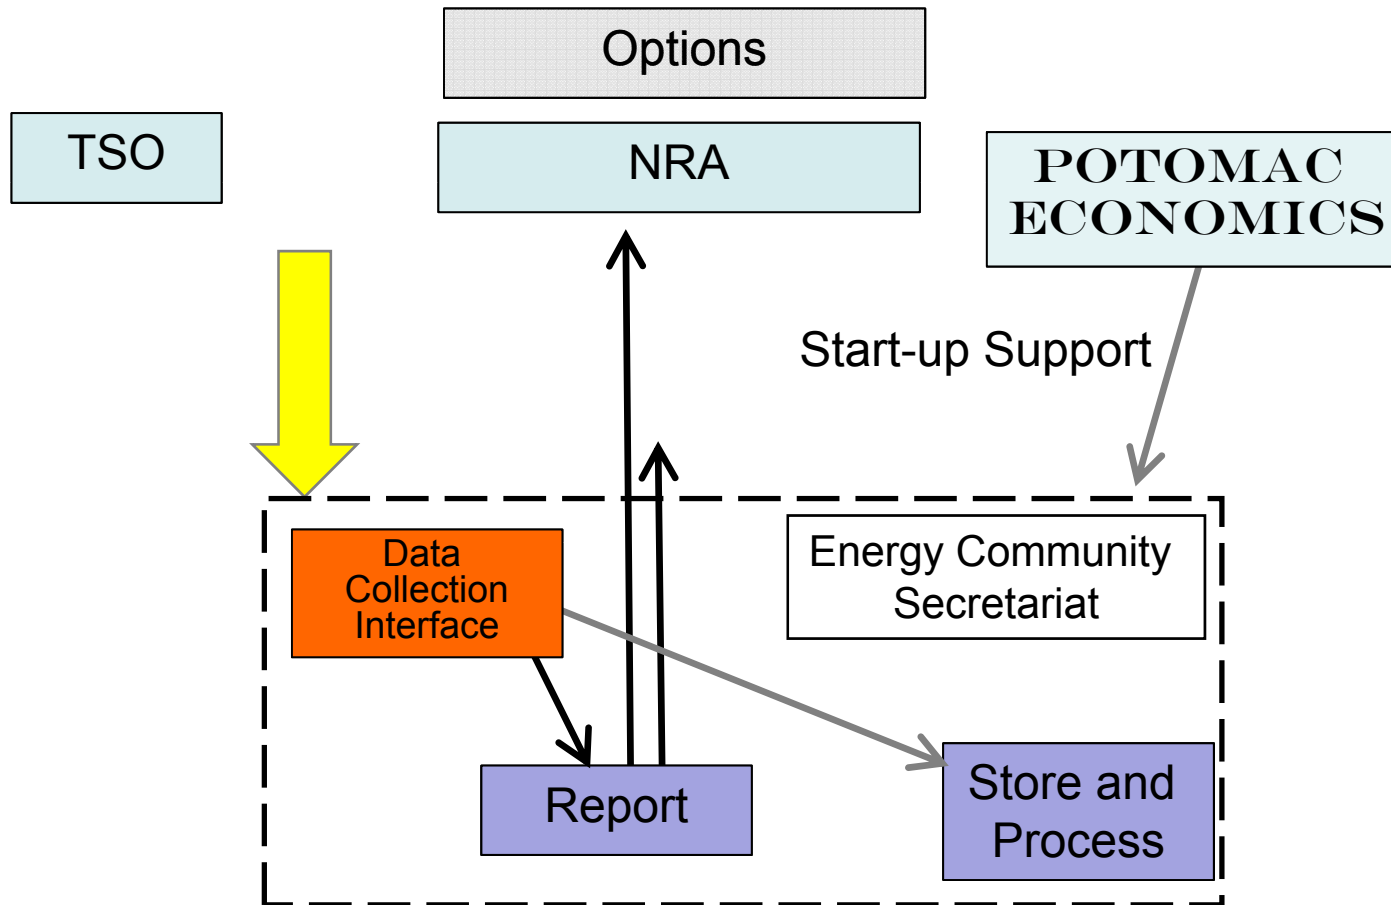 Options
TSO
NRA
POTOMAC
ECONOMICS
Start-up Support
Data
Collection
Interface
Energy Community
Secretariat
Report
Store and
Process